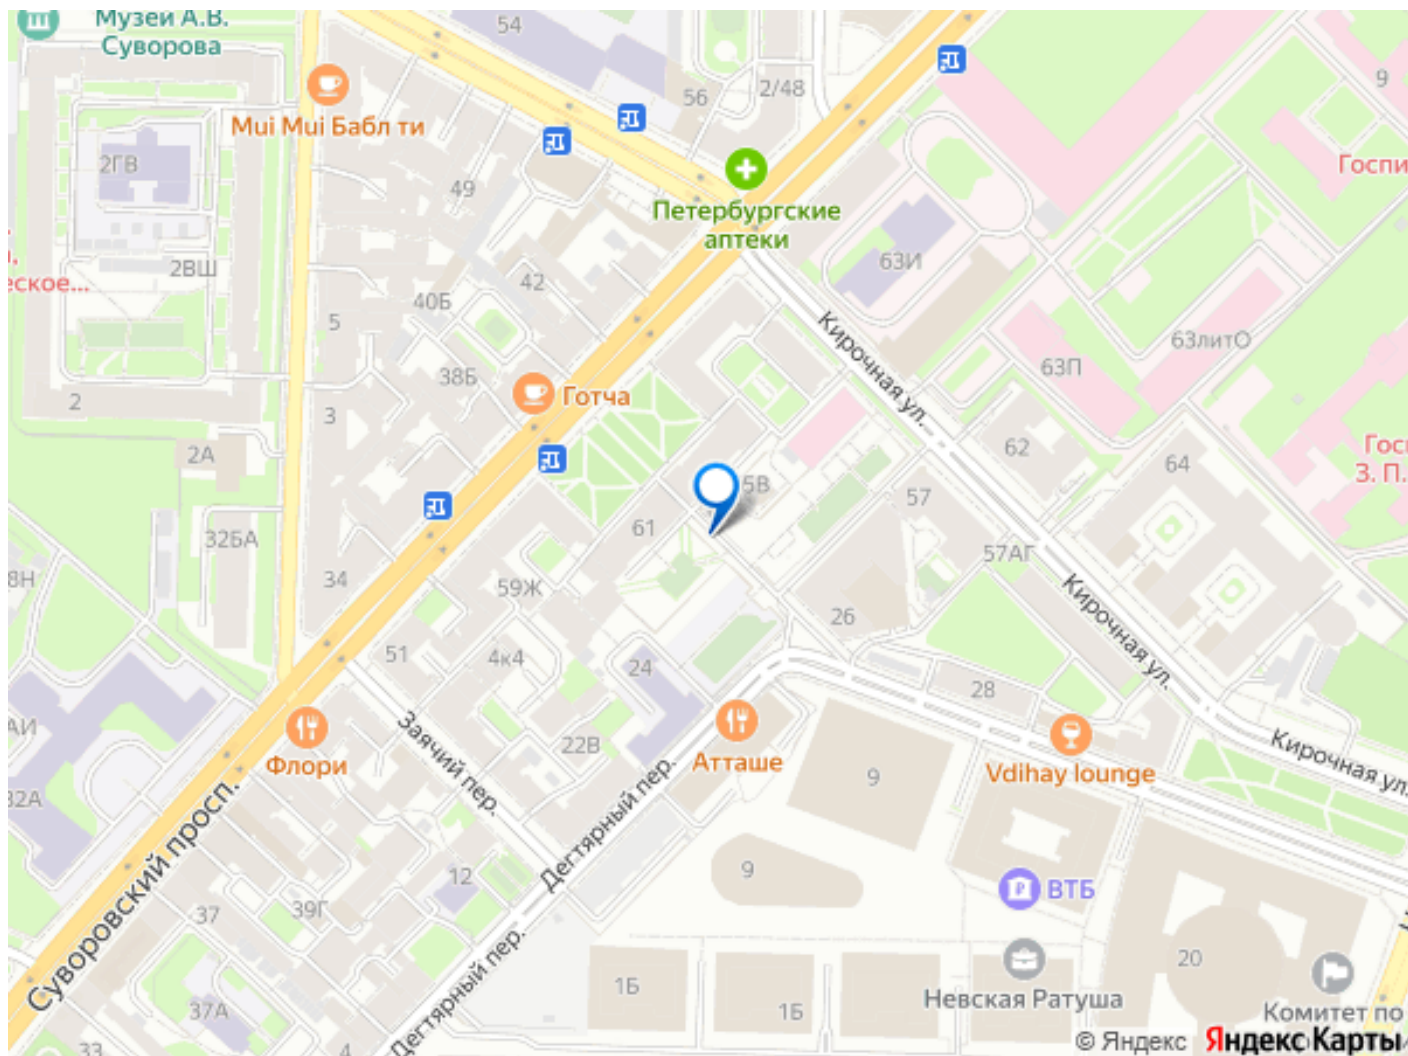 Музей А.В.
Суворова
54
56
2/48
9
Mui Mui Бабл ти
2ГВ
49
Петербургские
аптеки
Госпи
63И
2ВШ
еское...
42
40Б
5
Кирочная ул.
63литО
63П
38Б
Готча
2
3
2А
62
64
Гос
З. П.
5В
57
61
32БА
57АГ
34
8Н
59Ж
Кирочная ул.
26
51
4к4
24
28
АИ
Заячий пер.
22В
Флори
Атташе
Vdihay lounge
Кирочная ул.
9
32А
Суворовский просп.
Дегтярный пер.
12
9
ВТБ
37
39Г
20
1Б
1Б
Невская Ратуша
37А
Комитет по
33
4
Дегтярный пер.
© Яндекс Яндекс Карты